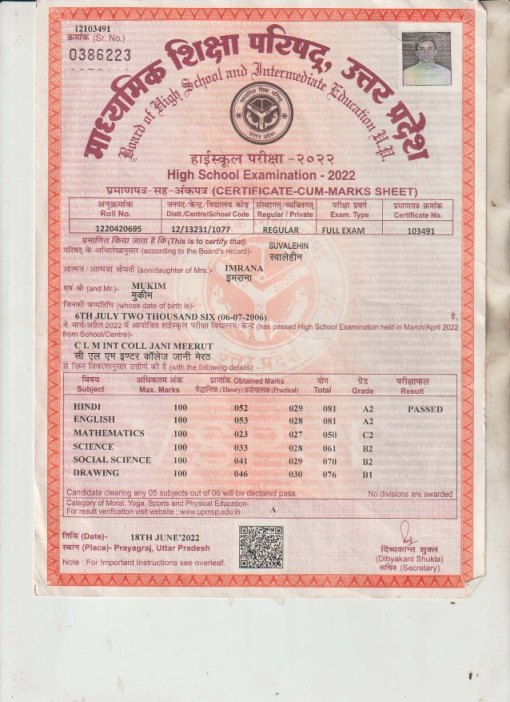 12103491
क्रमांक (Sr. No.)
0386223
माध्यमिक शिक्षा परिषद्, उत्तर प्रदेश
Board of High School and Intermediate Education U.P.
हाईस्कूल परीक्षा -२०२२
High School Examination - 2022
प्रमाणपत्र-सह-अंकपत्र (CERTIFICATE-CUM-MARKS SHEET)
अनुक्रमांक जनपद/केन्द्र/विद्यालय कोड संस्थागत/व्यक्तिगत परीक्षा प्रवर्ग प्रमाणपत्र क्रमांक
Roll No. Distt./Centre/School Code Regular / Private Exam. Type Certificate No.
1220420695 12/13231/1077 REGULAR FULL EXAM 103491
प्रमाणित किया जाता है कि (This is to certify that) SUVALEHIN
परिषद् के अभिलेखानुसार (according to the Board's record)- स्वालेहीन
आत्मज/आत्मजा श्रीमती (son/daughter of Mrs.)- IMRANA
इमराना
एवं श्री (and Mr.)- MUKIM
मुकीम
जिनकी जन्मतिथि (whose date of birth is)-
6TH JULY TWO THOUSAND SIX (06-07-2006) है,
ने मार्च/अप्रैल 2022 में आयोजित हाईस्कूल परीक्षा विद्यालय/केन्द्र (has passed High School Examination held in March/April 2022
from School/Centre)-
C L M INT COLL JANI MEERUT
सी एल एम इण्टर कॉलेज जानी मेरठ
से निम्न विवरणानुसार उत्तीर्ण की है (with the following details): -
विषय अधिकतम अंक प्राप्तांक Obtained Marks योग ग्रेड परीक्षाफल
Subject Max. Marks सैद्धान्तिक (Theory) प्रयोगात्मक (Practical) Total Grade Result
HINDI 100 052 029 081 A2 PASSED
ENGLISH 100 053 028 081 A2
MATHEMATICS 100 023 027 050 C2
SCIENCE 100 033 028 061 B2
SOCIAL SCIENCE 100 041 029 070 B2
DRAWING 100 046 030 076 B1
Candidate clearing any 05 subjects out of 06 will be declared pass. No divisions are awarded
Category of Moral, Yoga, Sports and Physical Education-
For result verification visit website : www.upmsp.edu.in A
तिथि (Date)- 18TH JUNE'2022
स्थान (Place)- Prayagraj, Uttar Pradesh
Note : For Important Instructions see overleaf.
दिब्यकान्त शुक्ल
(Dibyakant Shukla)
सचिव (Secretary)